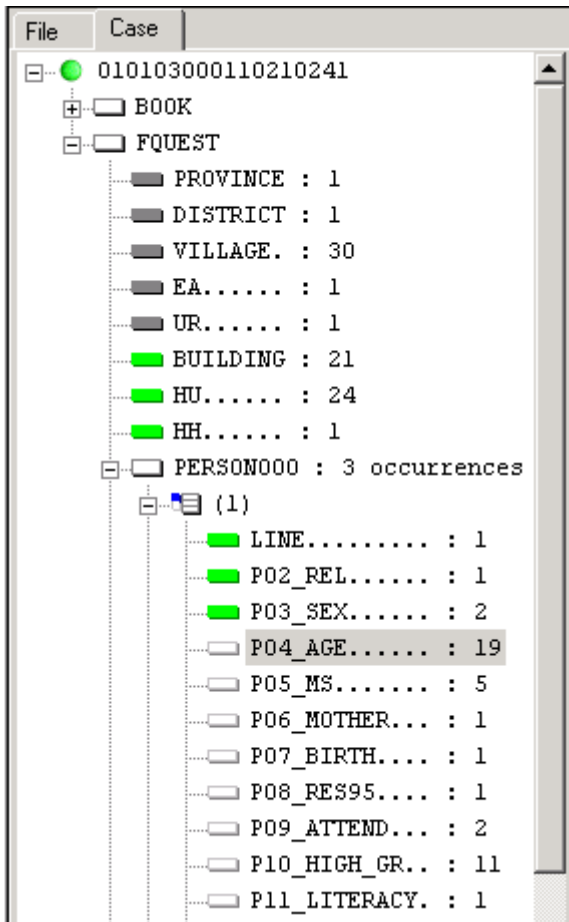 File Case
010103000110210241
BOOK
FQUEST
PROVINCE : 1
DISTRICT : 1
VILLAGE. : 30
EA...... : 1
UR...... : 1
BUILDING : 21
HU...... : 24
HH...... : 1
PERSON000 : 3 occurrences
(1)
LINE......... : 1
P02_REL...... : 1
P03_SEX...... : 2
P04_AGE...... : 19
P05_MS....... : 5
P06_MOTHER... : 1
P07_BIRTH.... : 1
P08_RES95.... : 1
P09_ATTEND... : 2
P10_HIGH_GR.. : 11
P11_LITERACY. : 1